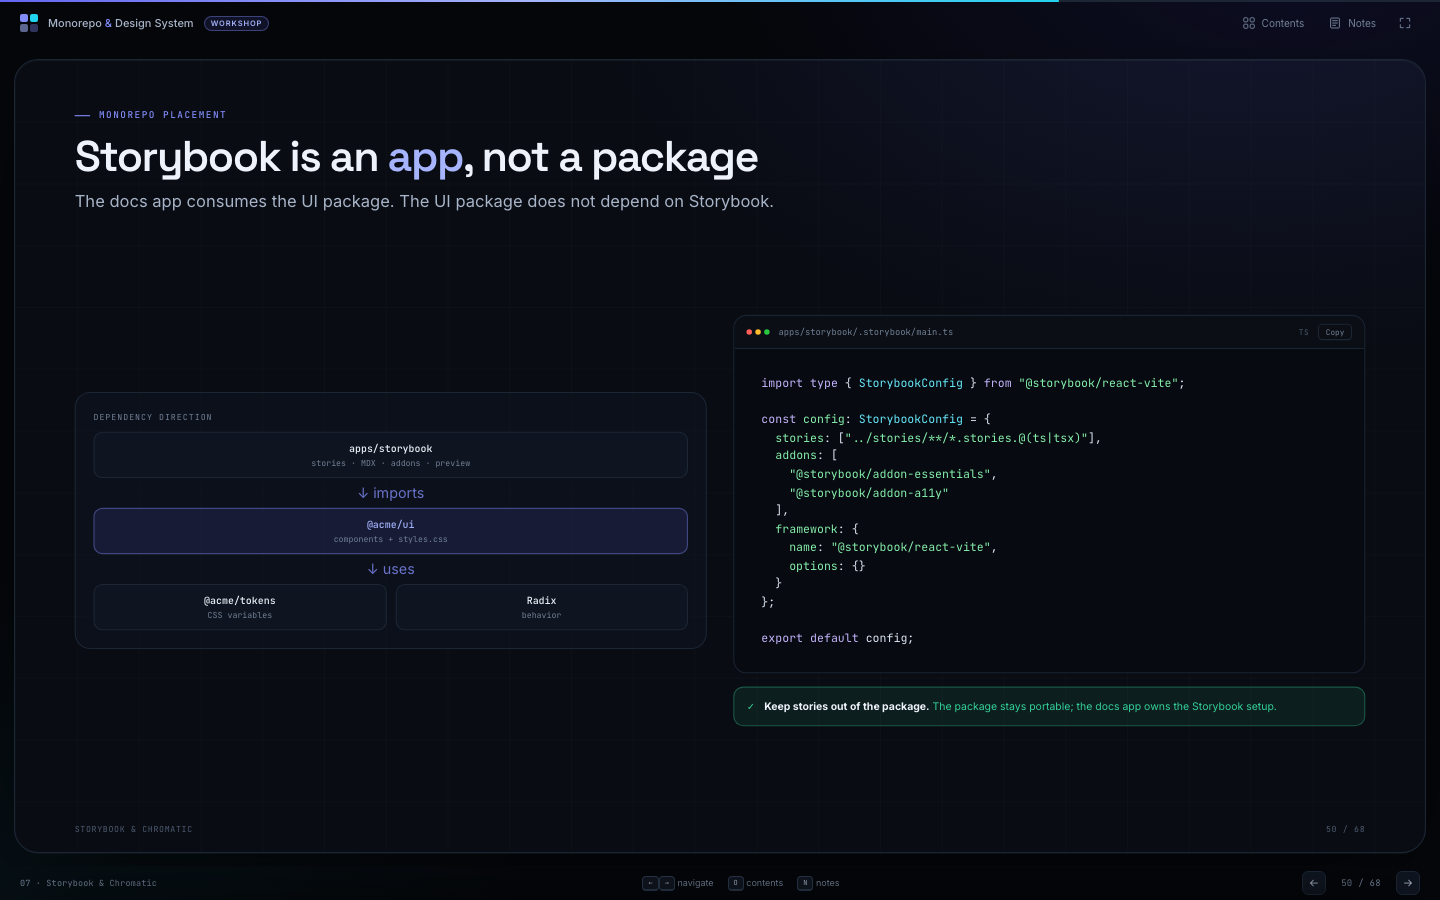 Monorepo & Design System WORKSHOP
Contents Notes
MONOREPO PLACEMENT
Storybook is an app, not a package
The docs app consumes the UI package. The UI package does not depend on Storybook.
DEPENDENCY DIRECTION
apps/storybook
stories · MDX · addons · preview
↓ imports
@acme/ui
components + styles.css
↓ uses
@acme/tokens
CSS variables
Radix
behavior
apps/storybook/.storybook/main.ts TS Copy
import type { StorybookConfig } from "@storybook/react-vite";
const config: StorybookConfig = {
  stories: ["../stories/**/*.stories.@(ts|tsx)"],
  addons: [
    "@storybook/addon-essentials",
    "@storybook/addon-a11y"
  ],
  framework: {
    name: "@storybook/react-vite",
    options: {}
  }
};
export default config;
✓ Keep stories out of the package. The package stays portable; the docs app owns the Storybook setup.
STORYBOOK & CHROMATIC 50 / 68
07 · Storybook & Chromatic ← → navigate O contents N notes ← 50 / 68 →